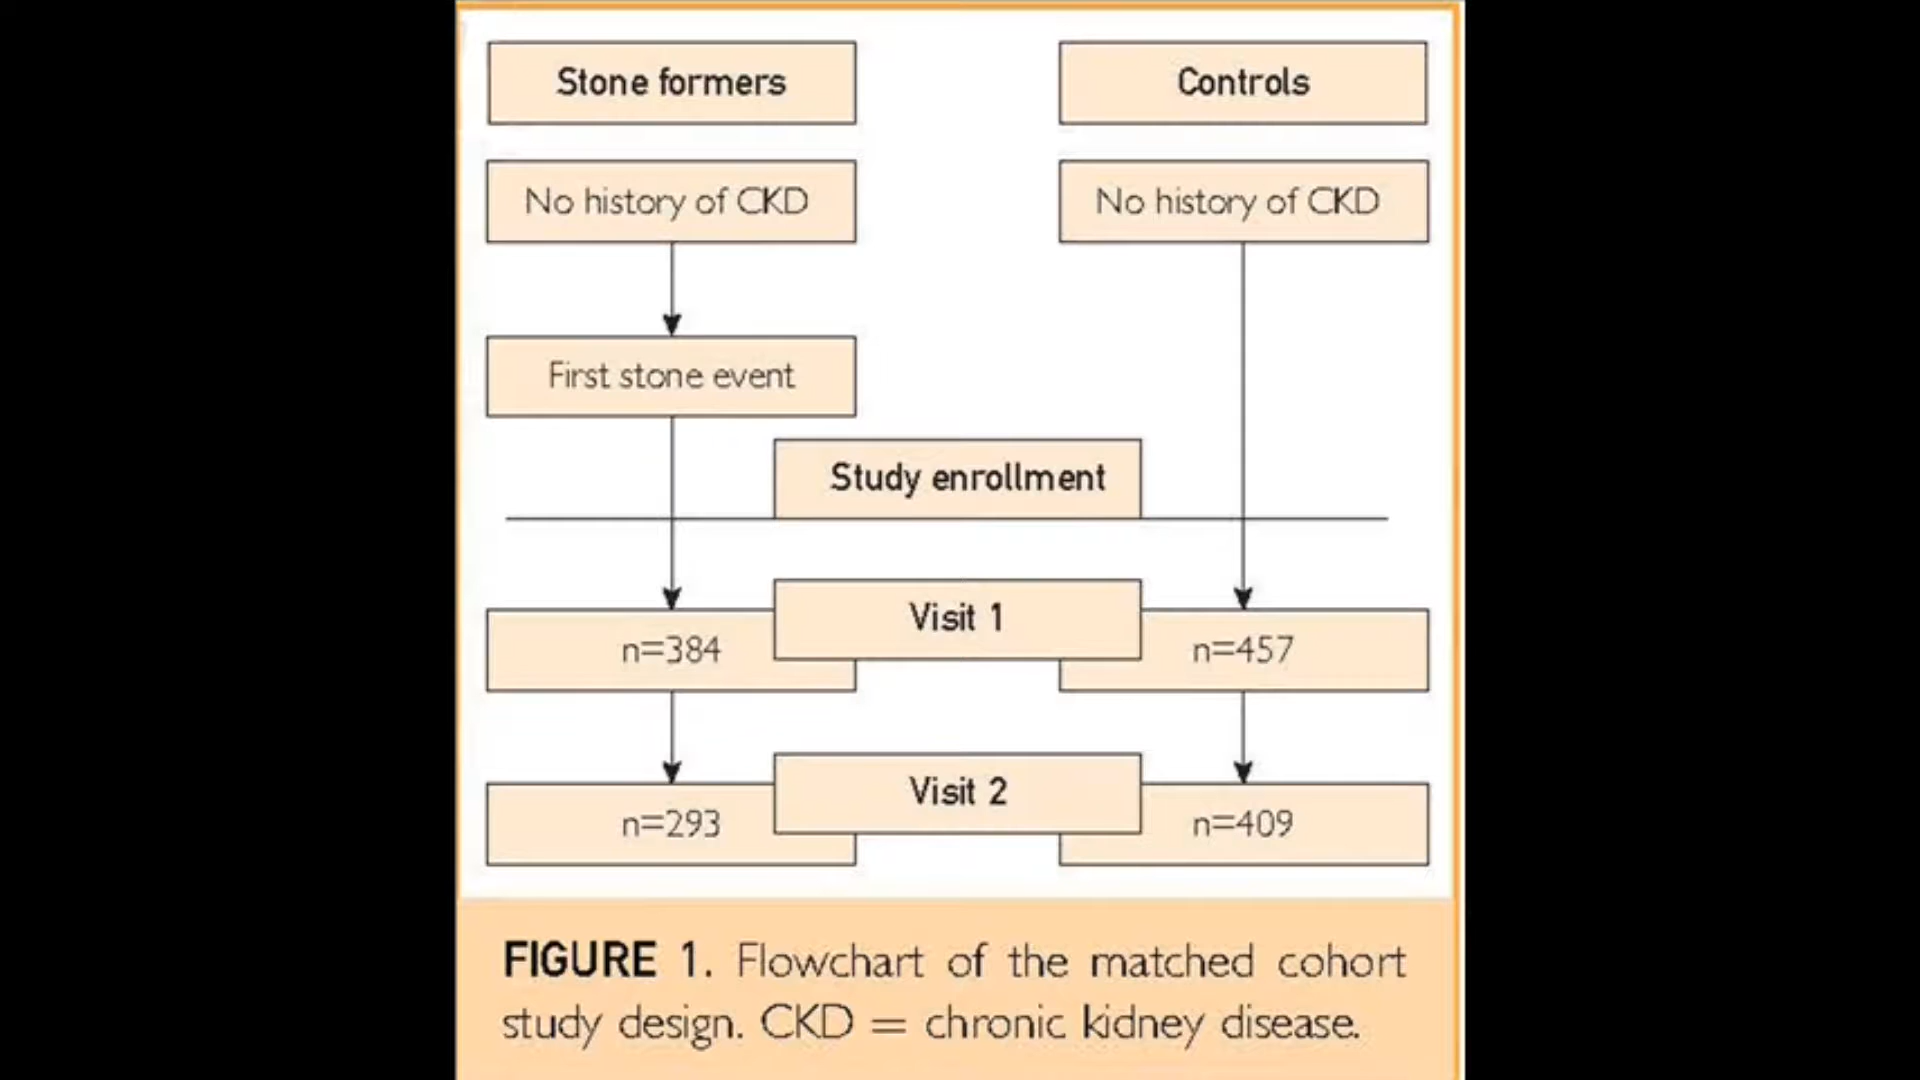 Stone formers
Controls
No history of CKD
No history of CKD
First stone event
Study enrollment
Visit 1
n=384
n=457
Visit 2
n=293
n=409
FIGURE 1. Flowchart of the matched cohort
study design. CKD = chronic kidney disease.